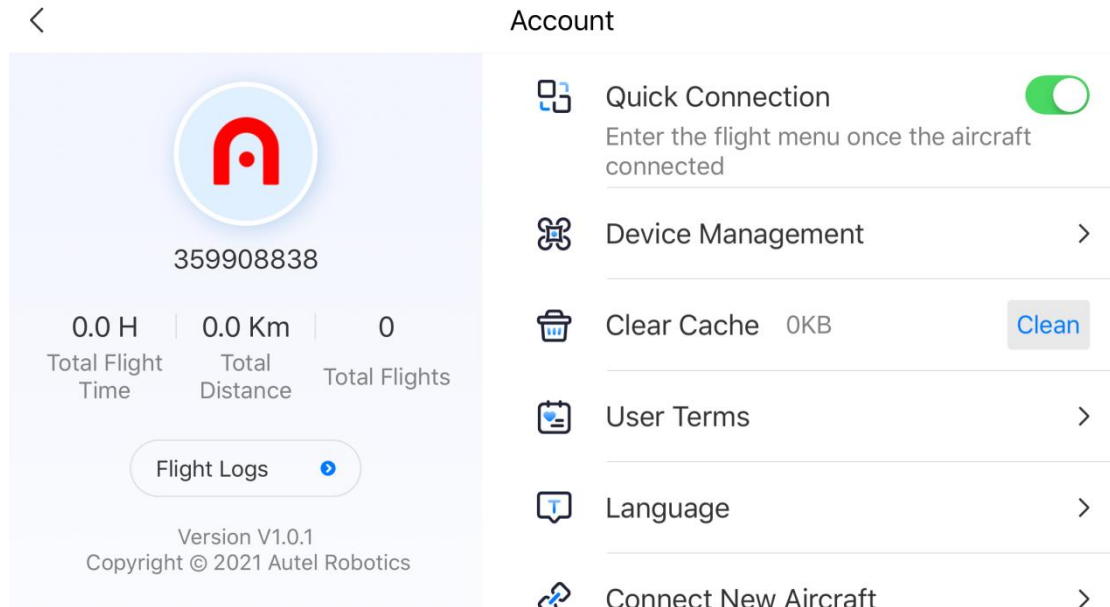 Account
359908838
0.0 H
0.0 Km
0
Total Flight
Time
Total
Distance
Total Flights
Flight Logs
Version V1.0.1
Copyright © 2021 Autel Robotics
Quick Connection
Enter the flight menu once the aircraft
connected
Device Management
Clear Cache 0KB Clean
User Terms
Language
Connect New Aircraft